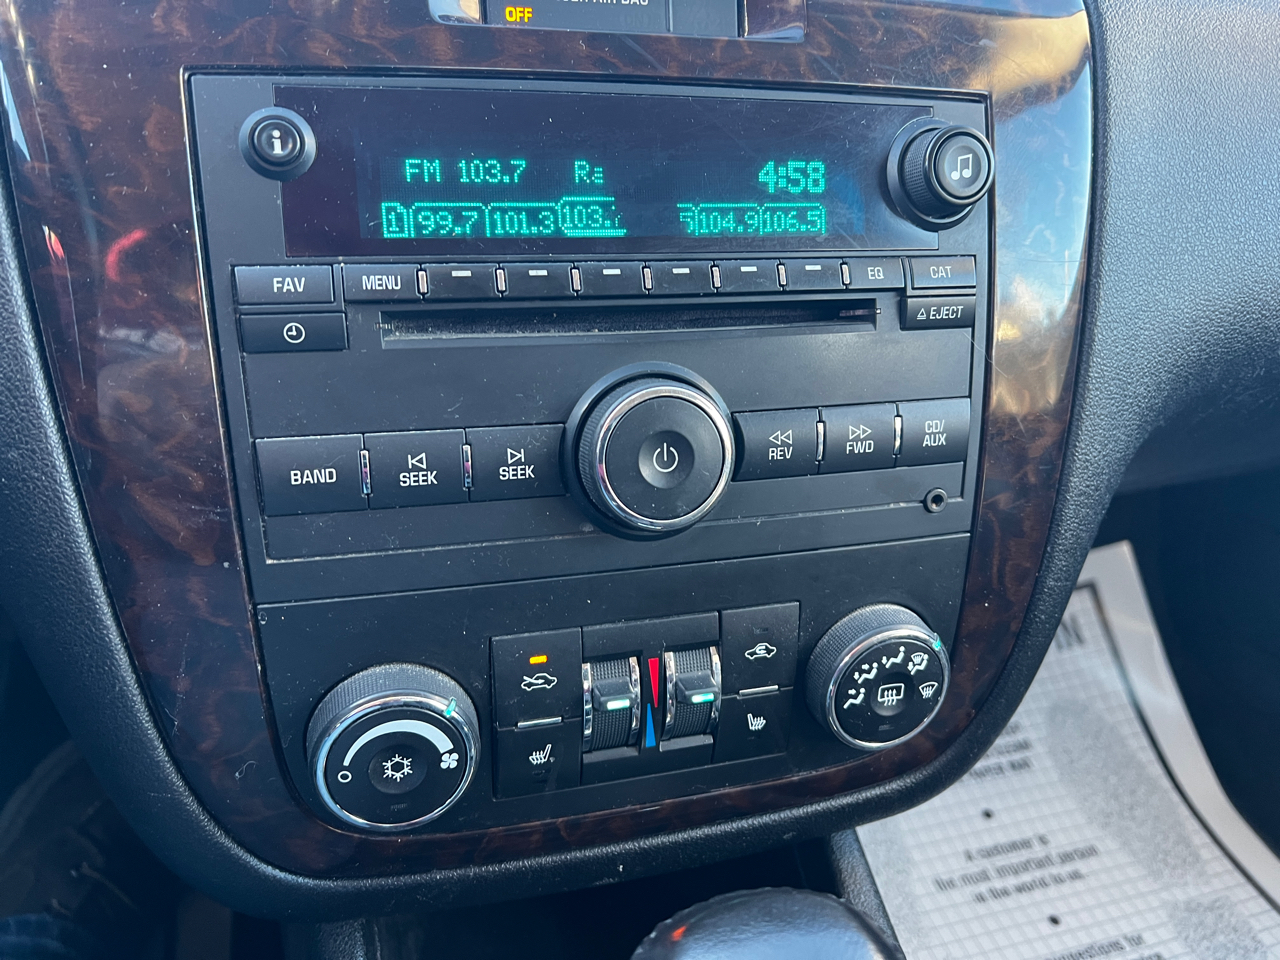 OFF
i
FM 103.7
4:58
1 99.7 101.3 103.7 104.9 106.5
FAV
MENU
EQ
CAT
EJECT
BAND
SEEK
SEEK
REV
FWD
CD/
AUX
A customer is
the most important person
in the world to us.